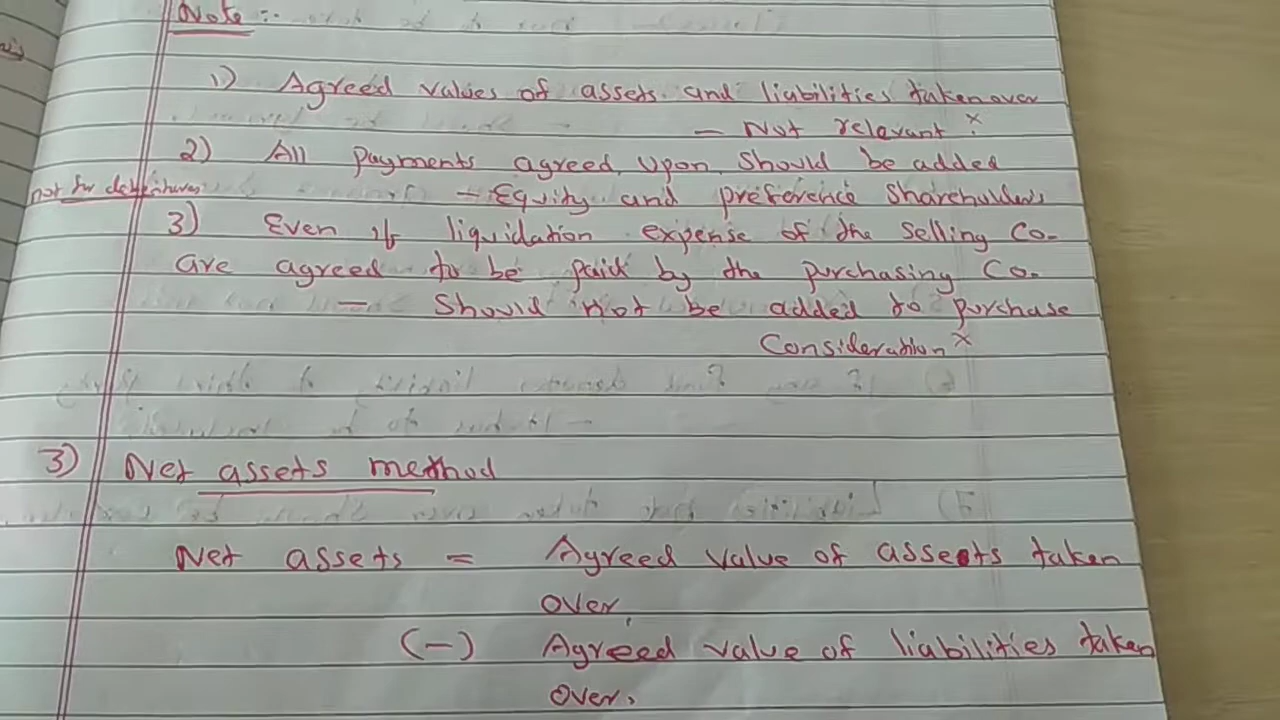 Note :-
1) Agreed values of assets and liabilities taken over
— Not relevant x
2) All payments agreed upon should be added
not for debentures — Equity and preference shareholders
3) Even if liquidation expense of the selling Co.
are agreed to be paid by the purchasing Co.
— Should not be added to purchase
Consideration x
3) Net assets method
Net assets = Agreed value of assets taken
over,
(-) Agreed value of liabilities taken
over.